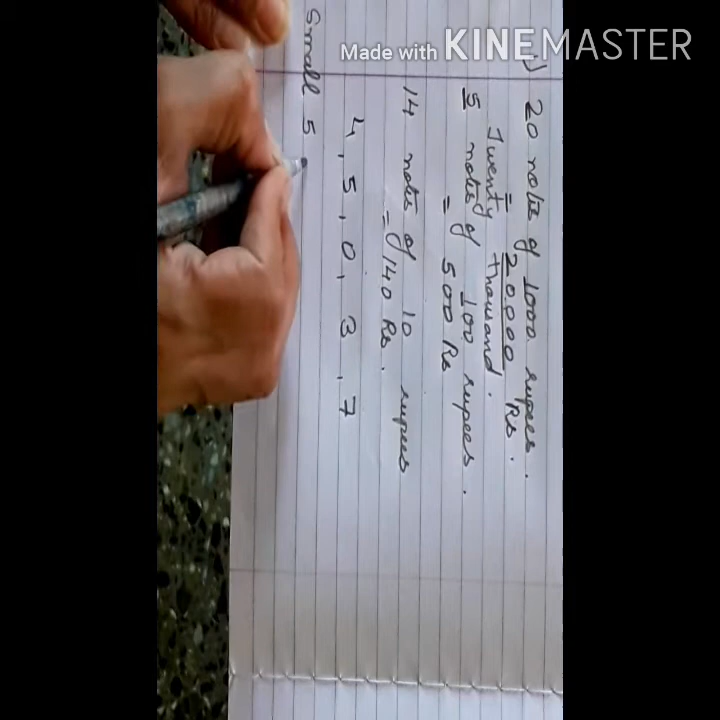 Made with KINEMASTER
20 notes of 1000 rupees.
= 20000 Rs.
Twenty thousand.
5 notes of 100 rupees.
= 500 Rs
14 notes of 10 rupees
= 140 Rs.
4, 5, 0, 3, 7
Small 5